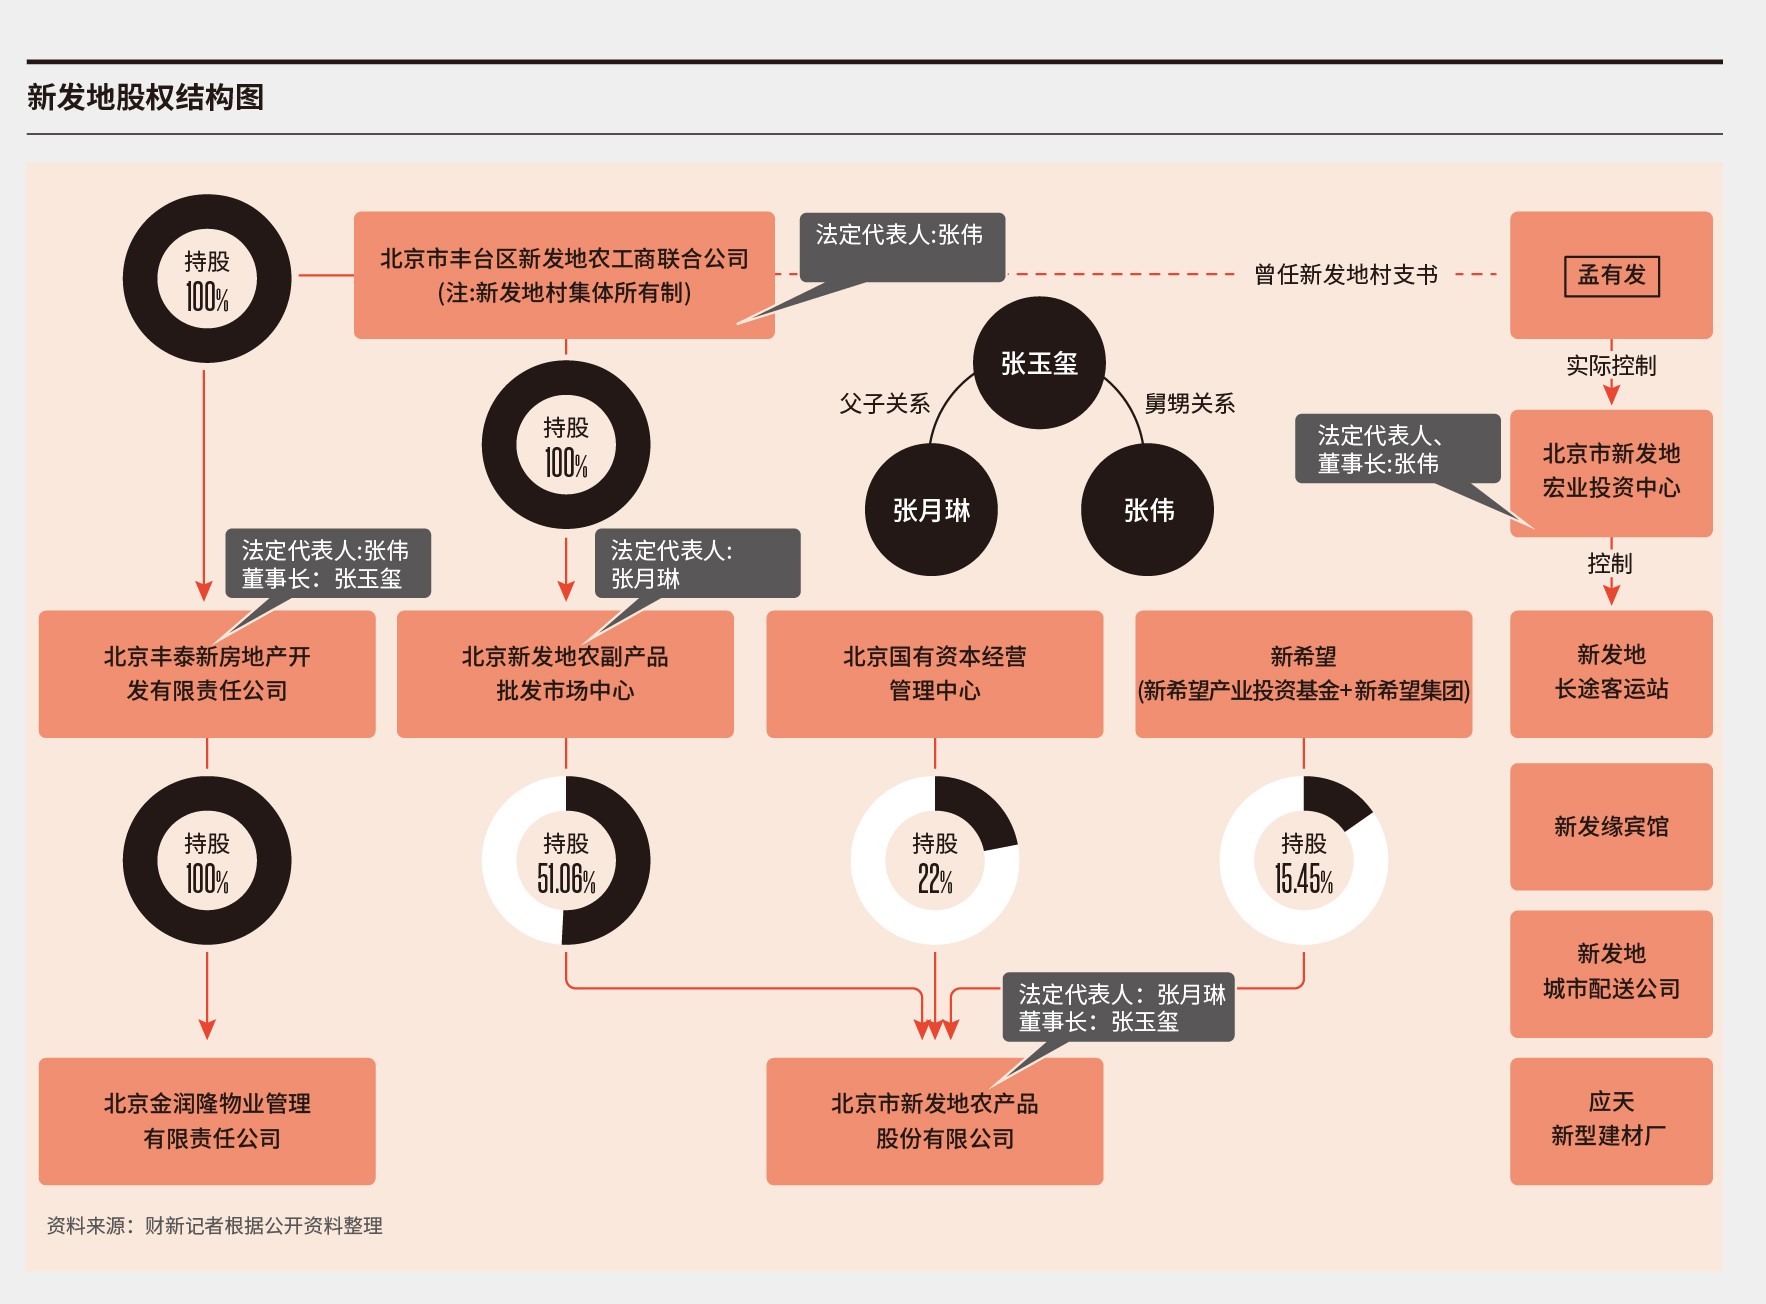 新发地股权结构图
持股
100%
北京市丰台区新发地农工商联合公司
(注:新发地村集体所有制)
法定代表人:张伟
曾任新发地村支书
孟有发
实际控制
持股
100%
张玉玺
父子关系
舅甥关系
张月琳
张伟
法定代表人、
董事长:张伟
北京市新发地
宏业投资中心
控制
法定代表人:张伟
董事长：张玉玺
法定代表人:
张月琳
北京丰泰新房地产开
发有限责任公司
北京新发地农副产品
批发市场中心
北京国有资本经营
管理中心
新希望
(新希望产业投资基金+新希望集团)
新发地
长途客运站
持股
100%
持股
51.06%
持股
22%
持股
15.45%
新发缘宾馆
新发地
城市配送公司
法定代表人：张月琳
董事长：张玉玺
北京金润隆物业管理
有限责任公司
北京市新发地农产品
股份有限公司
应天
新型建材厂
资料来源：财新记者根据公开资料整理